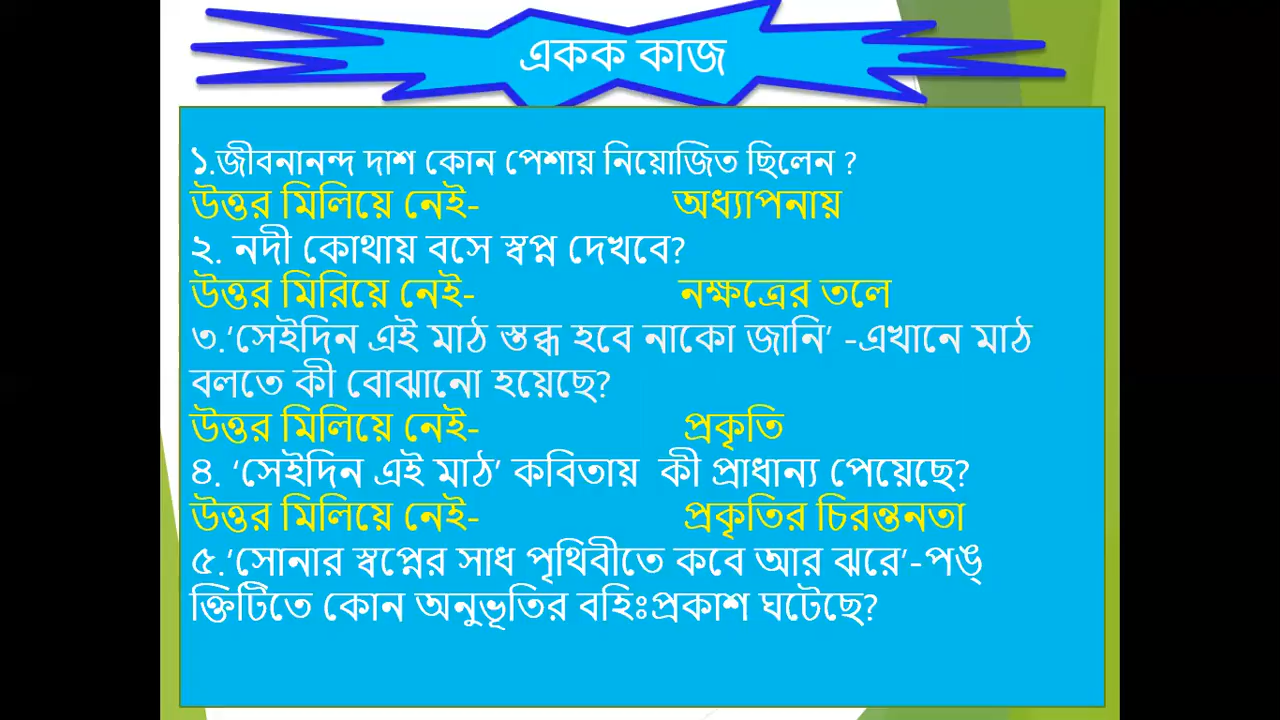 একক কাজ
১.জীবনানন্দ দাশ কোন পেশায় নিয়োজিত ছিলেন ?
উত্তর মিলিয়ে নেই- অধ্যাপনায়
২. নদী কোথায় বসে স্বপ্ন দেখবে?
উত্তর মিরিয়ে নেই- নক্ষত্রের তলে
৩.‘সেইদিন এই মাঠ স্তব্ধ হবে নাকো জানি’ -এখানে মাঠ
বলতে কী বোঝানো হয়েছে?
উত্তর মিলিয়ে নেই- প্রকৃতি
৪. ‘সেইদিন এই মাঠ’ কবিতায় কী প্রাধান্য পেয়েছে?
উত্তর মিলিয়ে নেই- প্রকৃতির চিরন্তনতা
৫.‘সোনার স্বপ্নের সাধ পৃথিবীতে কবে আর ঝরে’-পঙ্
ক্তিটিতে কোন অনুভূতির বহিঃপ্রকাশ ঘটেছে?